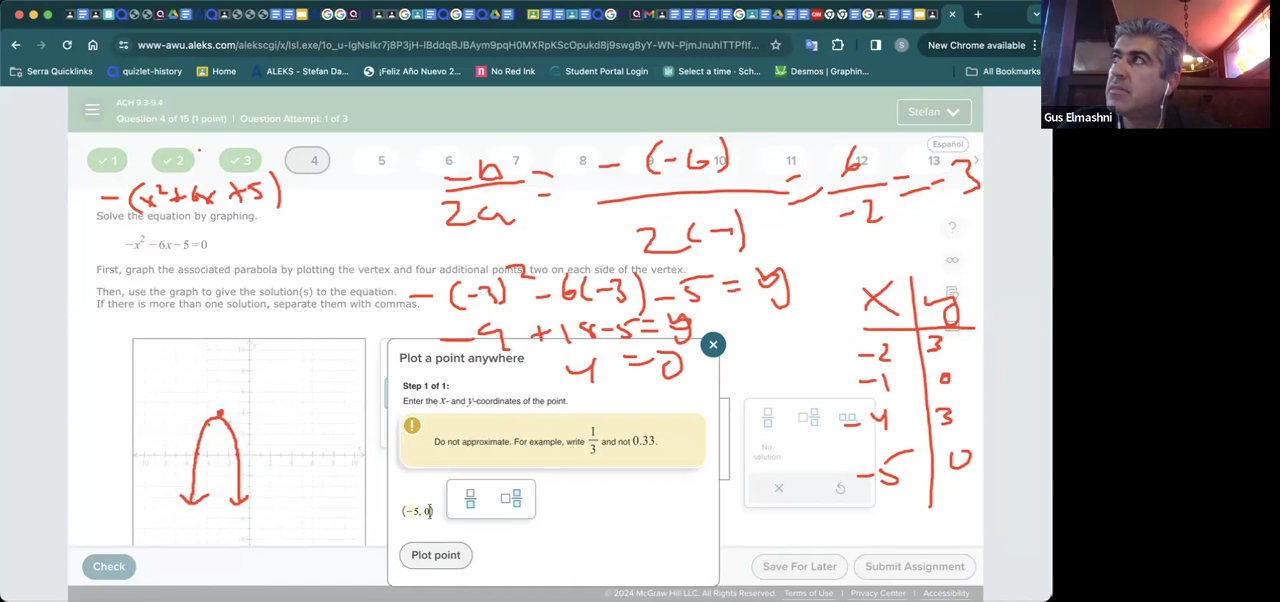 www-awu.aleks.com/alekscgi/x/Isl.exe/
New Chrome available
Serra Quicklinks
quizlet-history
Home
ALEKS - Stefan Da...
¡Feliz Año Nuevo 2...
No Red Ink
Student Portal Login
Select a time · Sch...
Desmos | Graphin...
All Bookmarks
Gus Elmashni
ACH 9.3-9.4
Question 4 of 15 (1 point) | Question Attempt: 1 of 3
Stefan
Español
1 2 3 4 5 6 7 8 9 10 11 12 13
-(x²+6x+5)
-b/2a = -(-6)/2(-1) = 6/-2 = -3
Solve the equation by graphing.
−x² − 6x − 5 = 0
First, graph the associated parabola by plotting the vertex and four additional points, two on each side of the vertex.
Then, use the graph to give the solution(s) to the equation.
If there is more than one solution, separate them with commas.
-(-3)² - 6(-3) - 5 = y
-9 + 18 - 5 = y
4 = y
x | y
-2 | 3
-1 | 0
-4 | 3
-5 | 0
Plot a point anywhere
Step 1 of 1:
Enter the x- and y-coordinates of the point.
Do not approximate. For example, write 1/3 and not 0.33.
(−5, 0)
Plot point
No solution
Check
Save For Later
Submit Assignment
© 2024 McGraw Hill LLC. All Rights Reserved. Terms of Use | Privacy Center | Accessibility